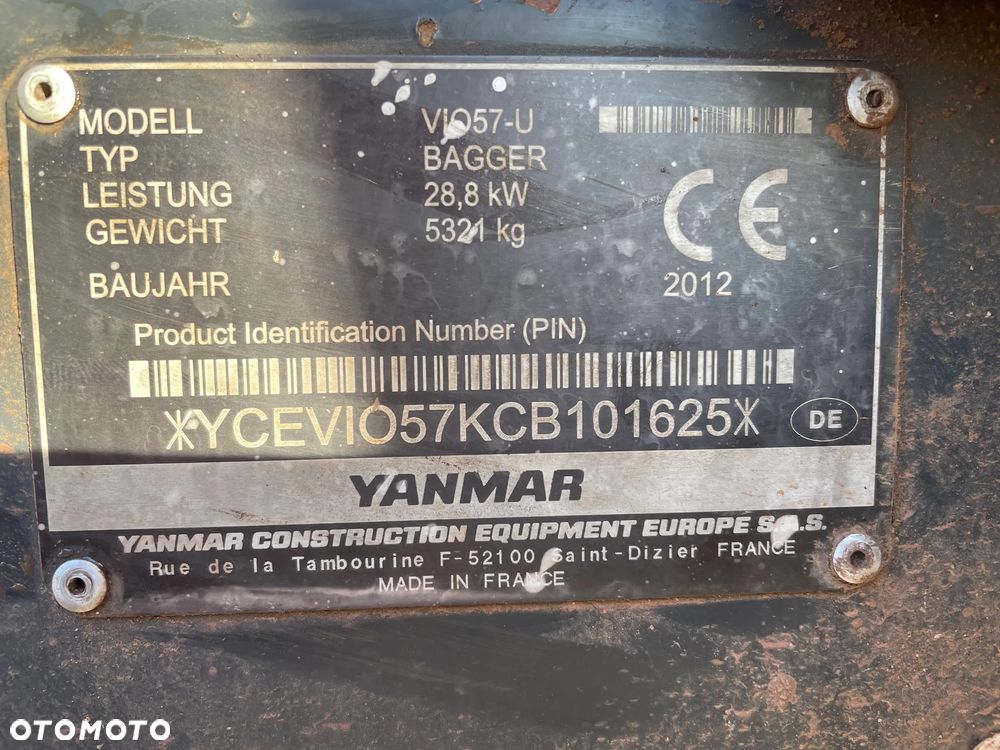 MODELL VIO57-U
TYP BAGGER
LEISTUNG 28,8 kW
GEWICHT 5321 kg
CE
BAUJAHR 2012
Product Identification Number (PIN)
*YCEVIO57KCB101625*
DE
YANMAR
YANMAR CONSTRUCTION EQUIPMENT EUROPE S.A.S.
Rue de la Tambourine F-52100 Saint-Dizier FRANCE
MADE IN FRANCE
OTOMOTO